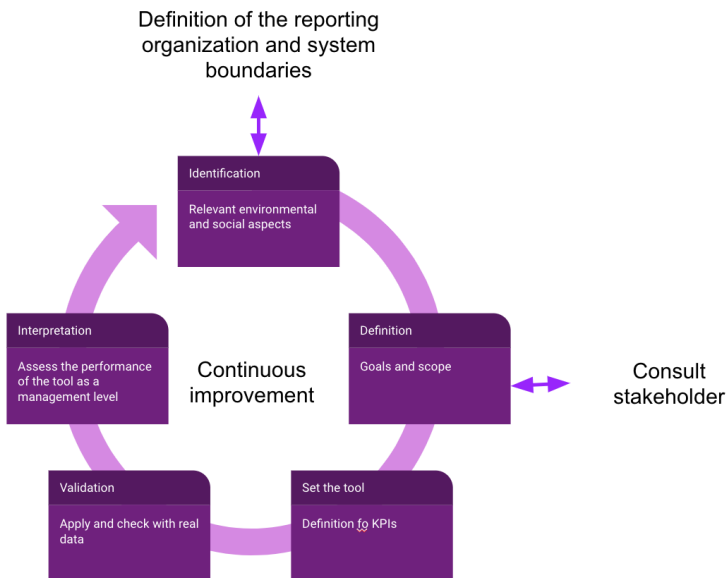 Definition of the reporting
organization and system
boundaries
Identification
Relevant environmental
and social aspects
Definition
Goals and scope
Consult
stakeholder
Set the tool
Definition fo KPIs
Validation
Apply and check with real
data
Interpretation
Assess the performance
of the tool as a
management level
Continuous
improvement